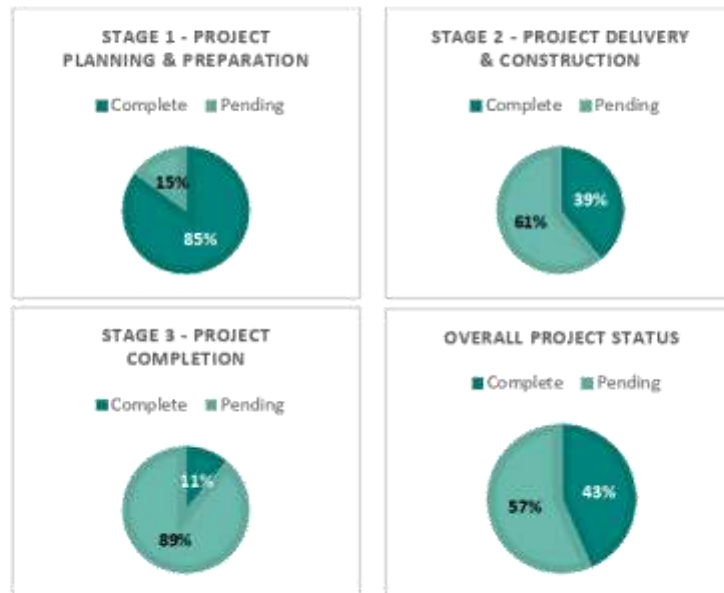 STAGE 1 - PROJECT
PLANNING & PREPARATION
Complete Pending
15%
85%
STAGE 2 - PROJECT DELIVERY
& CONSTRUCTION
Complete Pending
39%
61%
STAGE 3 - PROJECT
COMPLETION
Complete Pending
11%
89%
OVERALL PROJECT STATUS
Complete Pending
43%
57%